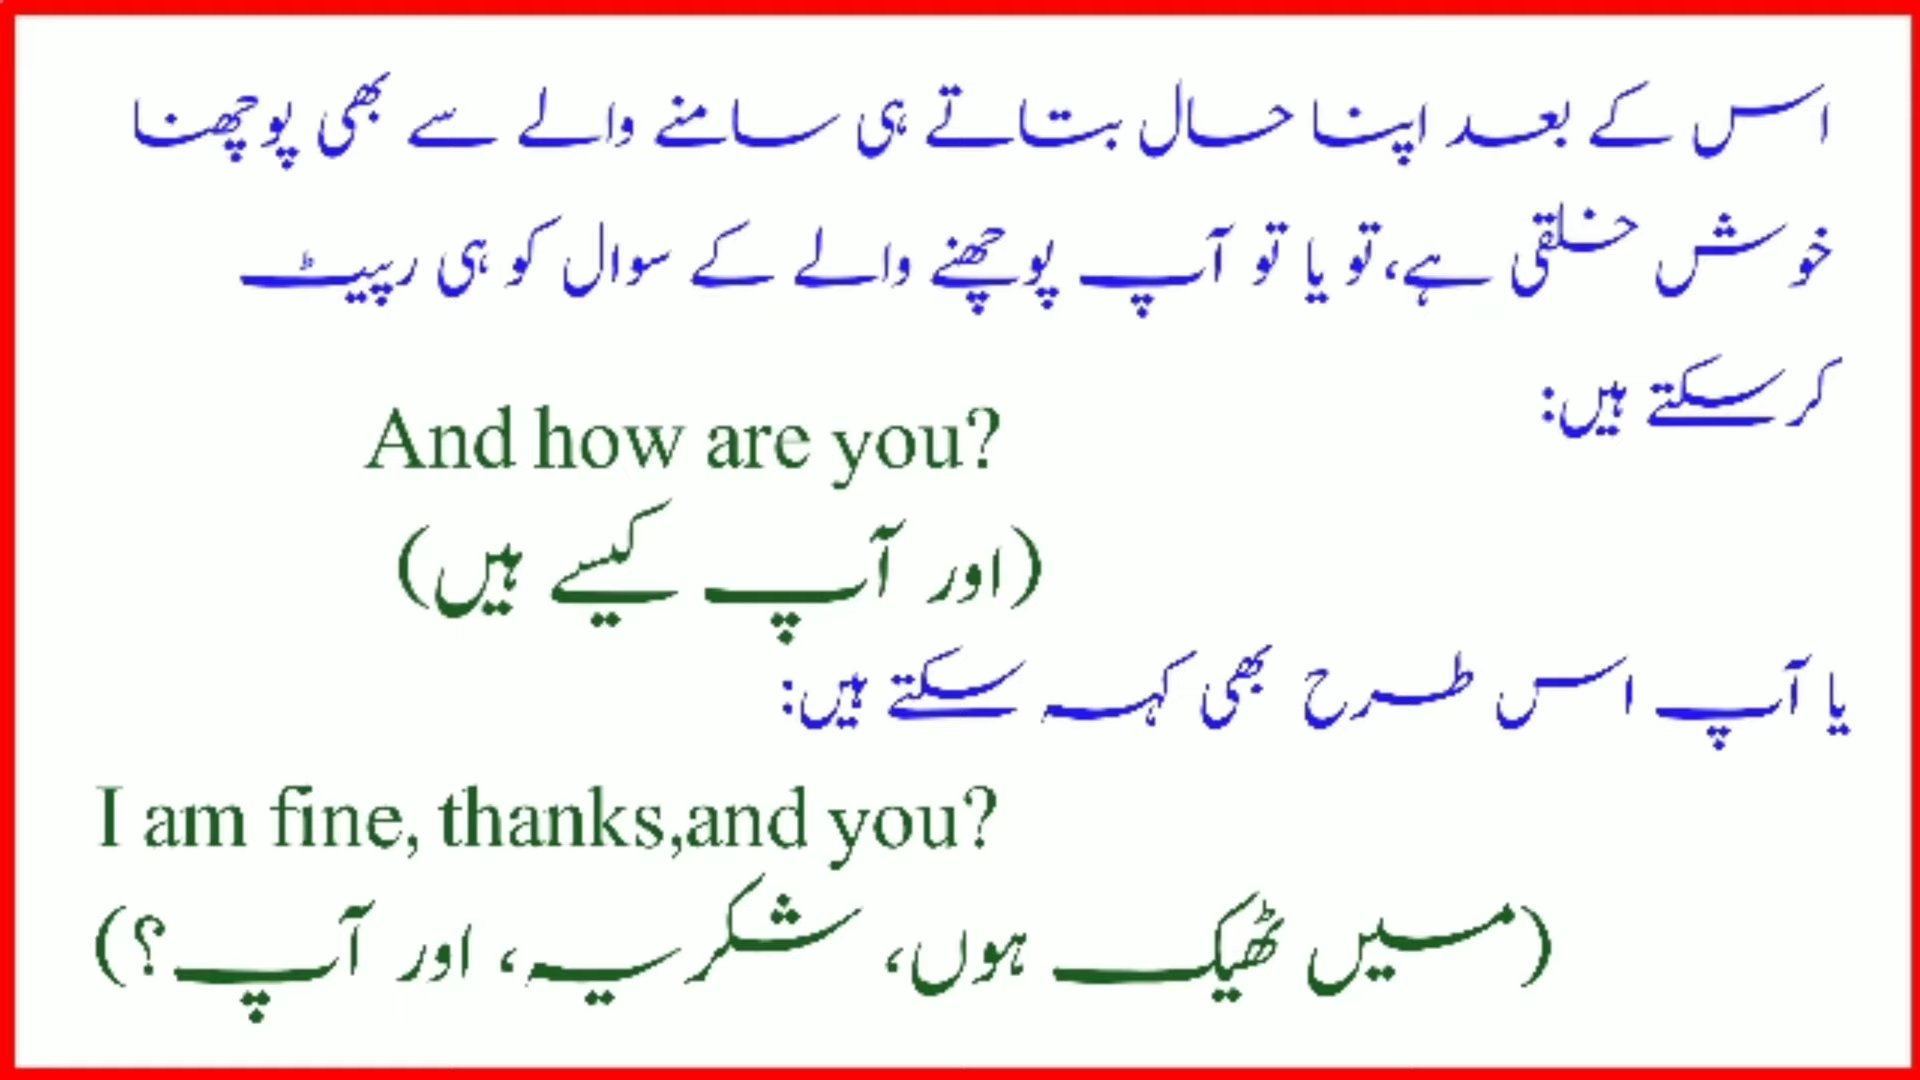 اس کے بعد اپنا حال بتاتے ہی سامنے والے سے بھی پوچھنا
خوش خلقی ہے، تو یا تو آپ پوچھنے والے کے سوال کو ہی رپیٹ
کرسکتے ہیں:
And how are you?
(اور آپ کیسے ہیں)
یا آپ اس طرح بھی کہہ سکتے ہیں:
I am fine, thanks,and you?
(میں ٹھیک ہوں، شکریہ، اور آپ؟)